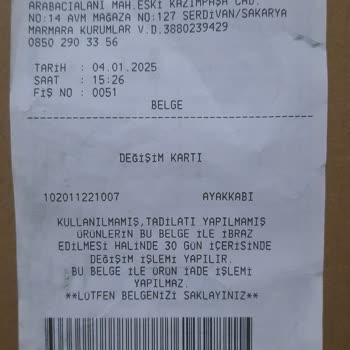 ARABACIALANI MAH.ESKİ KAZIMPAŞA CAD.
NO:14 AVM MAĞAZA NO:127 SERDİVAN/SAKARYA
MARMARA KURUMLAR V.D.3880239429
0850 290 33 56
TARİH : 04.01.2025
SAAT : 15:26
FİŞ NO : 0051
BELGE
DEĞİŞİM KARTI
102011221007 AYAKKABI
KULLANILMAMIŞ,TADİLATI YAPILMAMIŞ
ÜRÜNLERİN BU BELGE İLE İBRAZ
EDİLMESİ HALİNDE 30 GÜN İÇERİSİNDE
DEĞİŞİM İŞLEMİ YAPILIR.
BU BELGE İLE ÜRÜN İADE İŞLEMİ
YAPILMAZ.
**LÜTFEN BELGENİZİ SAKLAYINIZ**